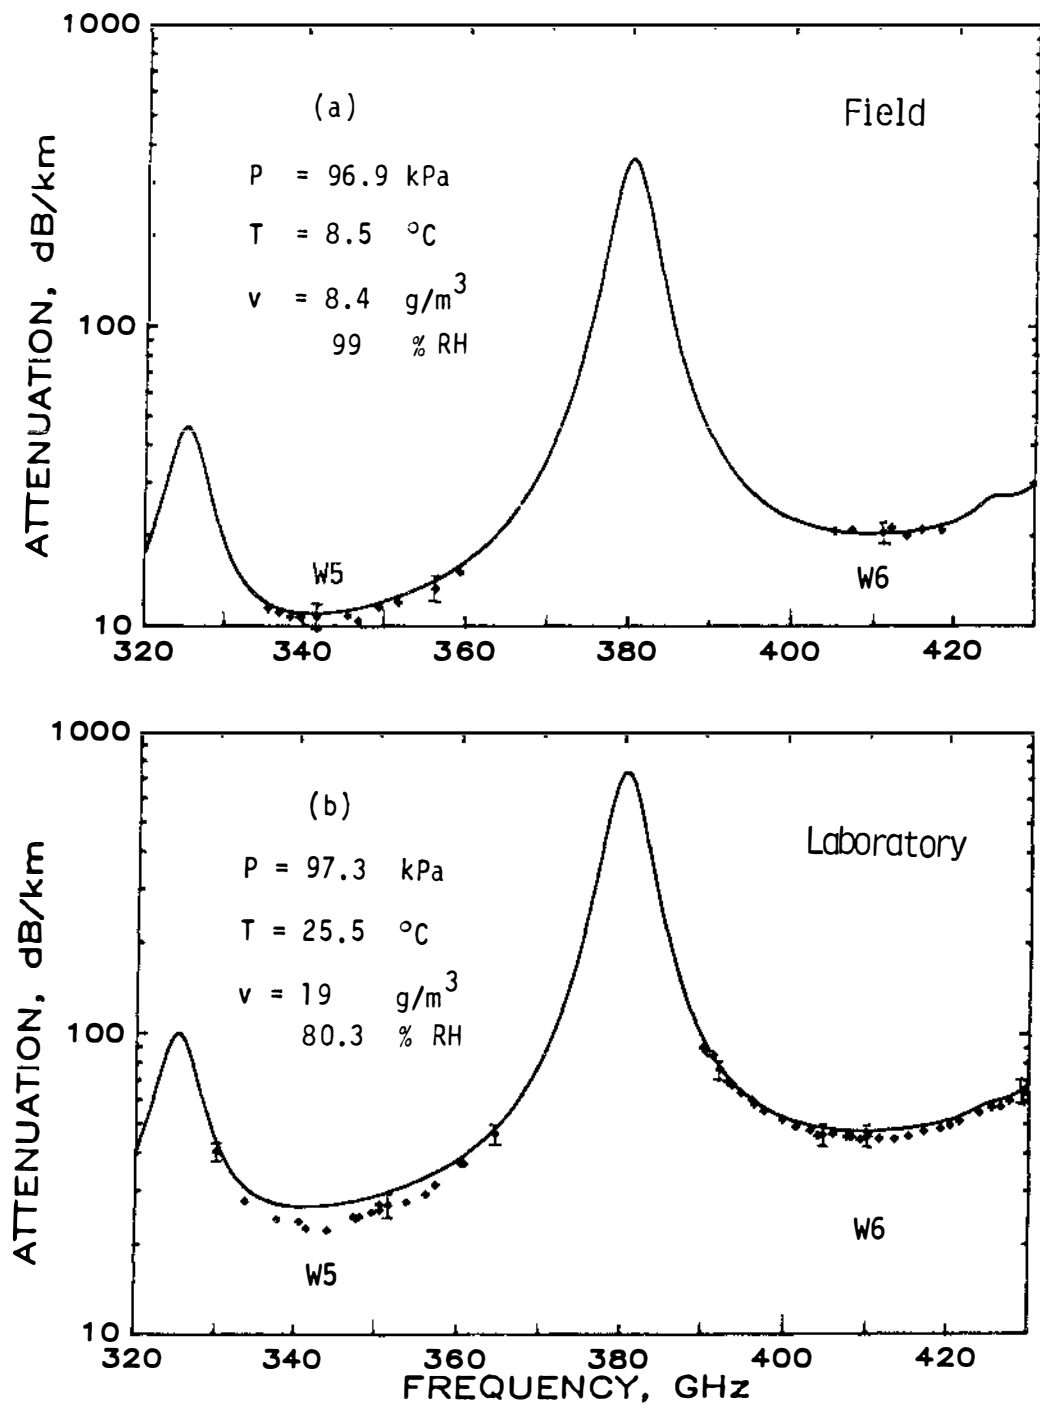 1000
(a)
Field
P = 96.9 kPa
T = 8.5 °C
v = 8.4 g/m³
99 % RH
100
W5
W6
10
320 340 360 380 400 420
ATTENUATION, dB/km
1000
(b)
Laboratory
P = 97.3 kPa
T = 25.5 °C
v = 19 g/m³
80.3 % RH
100
W6
W5
10
320 340 360 380 400 420
ATTENUATION, dB/km
FREQUENCY, GHz